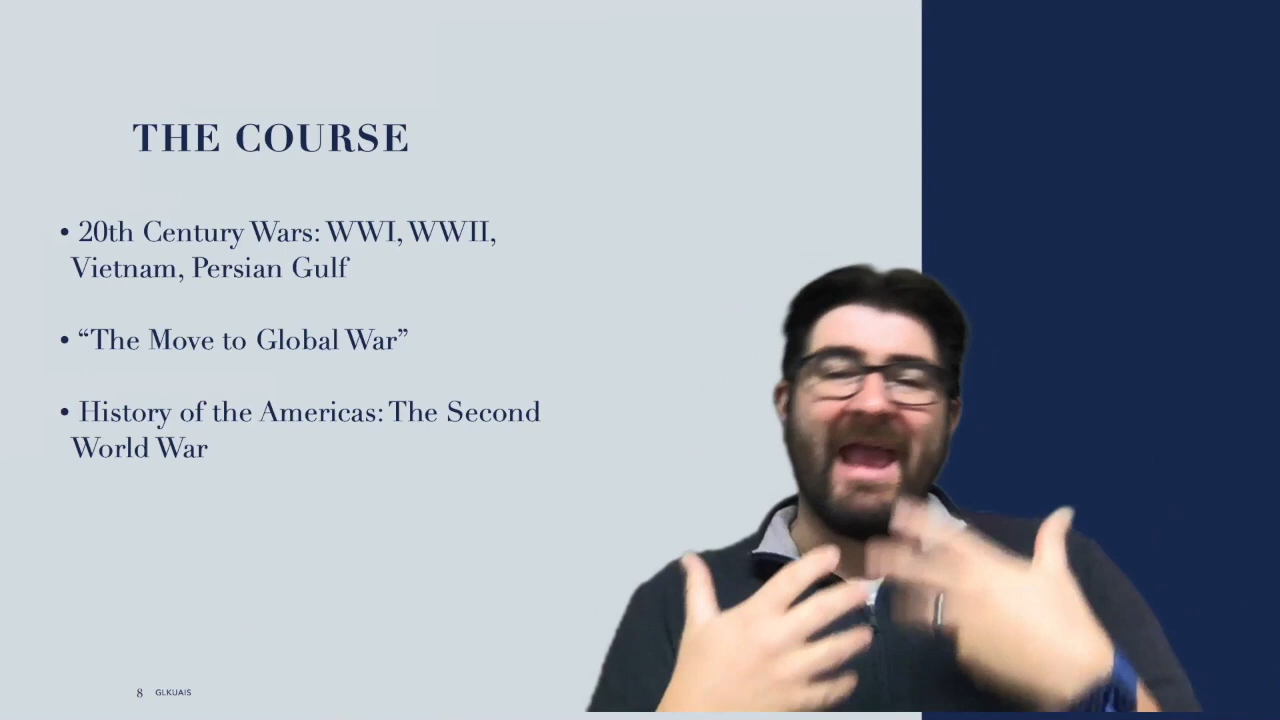 THE COURSE
• 20th Century Wars: WWI, WWII,
Vietnam, Persian Gulf
• “The Move to Global War”
• History of the Americas: The Second
World War
8 GLKUAIS